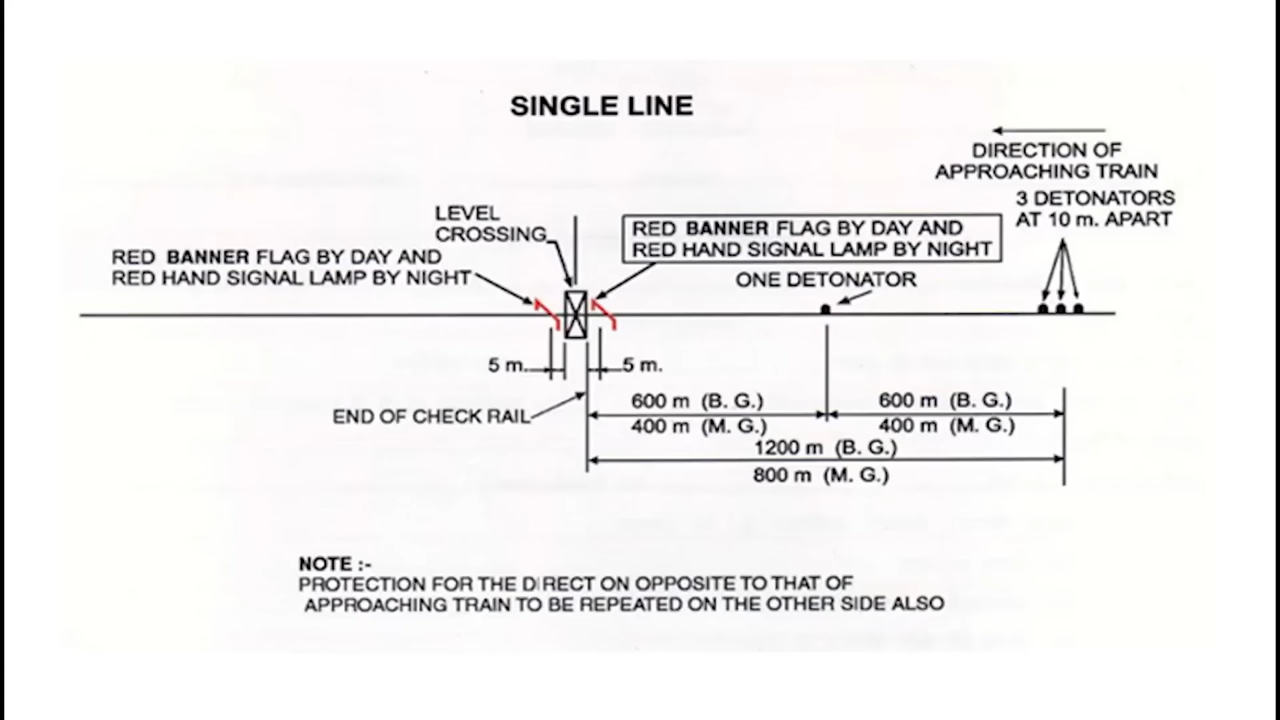 SINGLE LINE
DIRECTION OF
APPROACHING TRAIN
3 DETONATORS
AT 10 m. APART
LEVEL
CROSSING
RED BANNER FLAG BY DAY AND
RED HAND SIGNAL LAMP BY NIGHT
RED BANNER FLAG BY DAY AND
RED HAND SIGNAL LAMP BY NIGHT
ONE DETONATOR
5 m.
5 m.
END OF CHECK RAIL
600 m (B. G.)
400 m (M. G.)
600 m (B. G.)
400 m (M. G.)
1200 m (B. G.)
800 m (M. G.)
NOTE :-
PROTECTION FOR THE DIRECT ON OPPOSITE TO THAT OF
APPROACHING TRAIN TO BE REPEATED ON THE OTHER SIDE ALSO